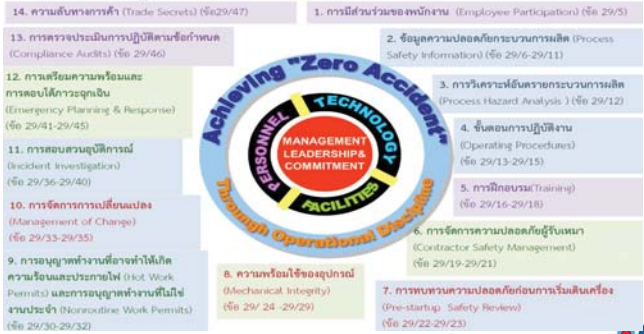 14. ความลับทางการค้า (Trade Secrets) (ข้อ 29/47)
13. การตรวจประเมินการปฏิบัติตามข้อกำหนด
(Compliance Audits) (ข้อ 29/46)
12. การเตรียมความพร้อมและ
การตอบโต้ภาวะฉุกเฉิน
(Emergency Planning & Response)
(ข้อ 29/41-29/45)
11. การสอบสวนอุบัติการณ์
(Incident Investigation)
(ข้อ 29/36-29/40)
10. การจัดการการเปลี่ยนแปลง
(Management of Change)
(ข้อ 29/33-29/35)
9. การอนุญาตทำงานที่อาจทำให้เกิด
ความร้อนและประกายไฟ (Hot Work
Permits) และการอนุญาตทำงานที่ไม่ใช่
งานประจำ (Nonroutine Work Permits)
(ข้อ 29/30-29/32)
Achieving "Zero Accident"
PERSONNEL
TECHNOLOGY
FACILITIES
MANAGEMENT
LEADERSHIP&
COMMITMENT
Through Operational Discipline
8. ความพร้อมใช้ของอุปกรณ์
(Mechanical Integrity)
(ข้อ 29/ 24 -29/29)
1. การมีส่วนร่วมของพนักงาน (Employee Participation) (ข้อ 29/5)
2. ข้อมูลความปลอดภัยกระบวนการผลิต (Process
Safety Information) (ข้อ 29/6-29/11)
3. การวิเคราะห์อันตรายกระบวนการผลิต
(Process Hazard Analysis ) (ข้อ 29/12)
4. ขั้นตอนการปฏิบัติงาน
(Operating Procedures)
(ข้อ 29/13-29/15)
5. การฝึกอบรม(Training)
(ข้อ 29/16-29/18)
6. การจัดการความปลอดภัยผู้รับเหมา
(Contractor Safety Management)
(ข้อ 29/19-29/21)
7. การทบทวนความปลอดภัยก่อนการเริ่มเดินเครื่อง
(Pre-startup Safety Review)
(ข้อ 29/22-29/23)